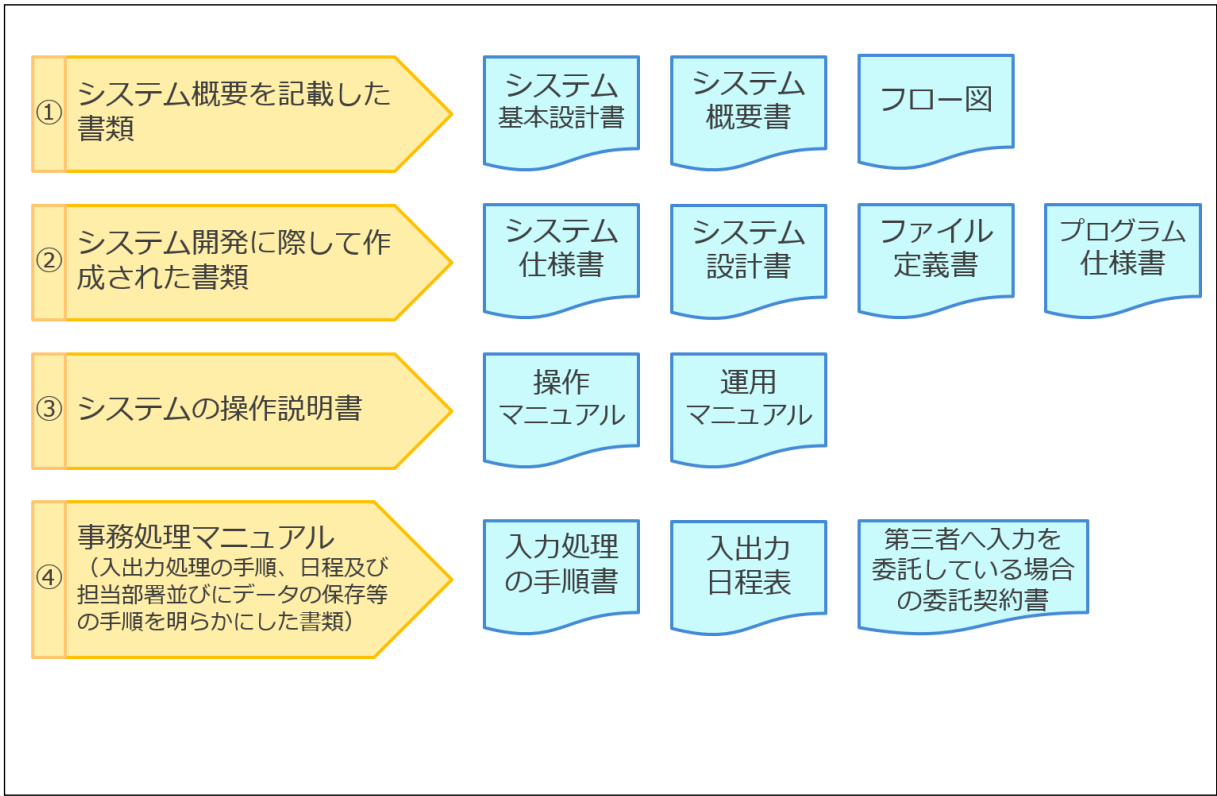 ①
システム概要を記載した
書類
システム
基本設計書
システム
概要書
フロー図
②
システム開発に際して作
成された書類
システム
仕様書
システム
設計書
ファイル
定義書
プログラム
仕様書
③
システムの操作説明書
操作
マニュアル
運用
マニュアル
④
事務処理マニュアル
（入出力処理の手順、日程及び
担当部署並びにデータの保存等
の手順を明らかにした書類）
入力処理
の手順書
入出力
日程表
第三者へ入力を
委託している場合
の委託契約書